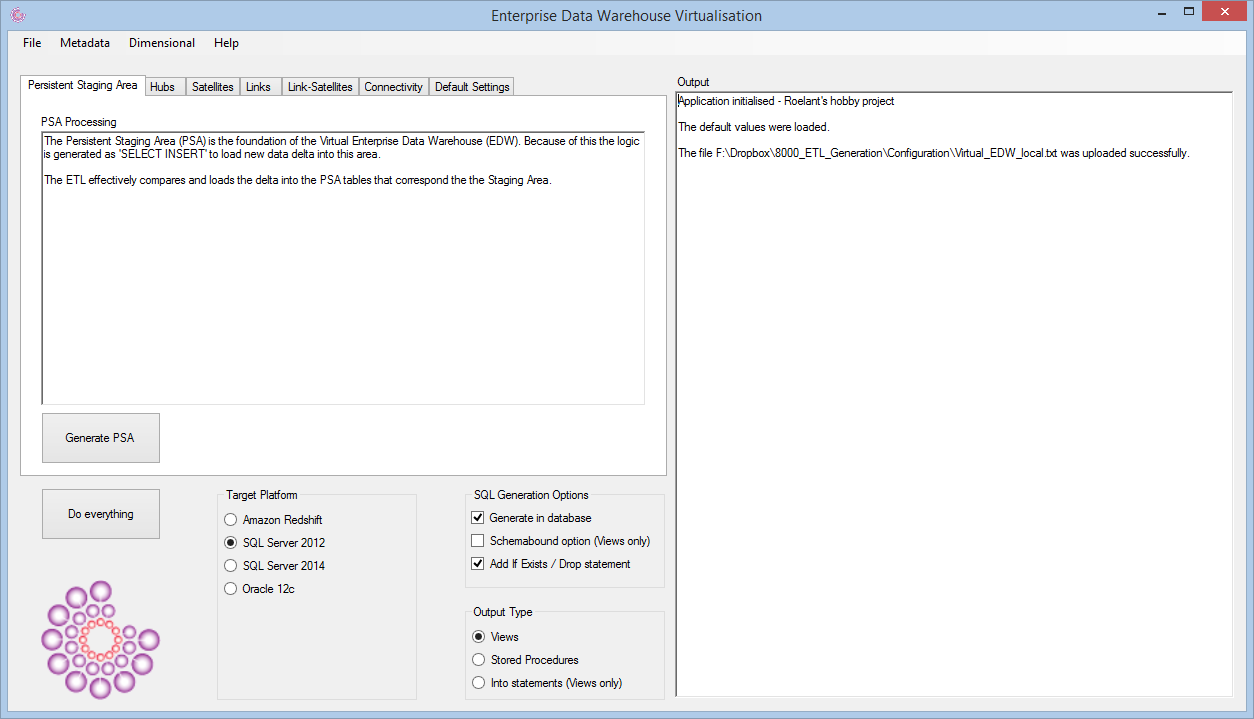 Enterprise Data Warehouse Virtualisation
File Metadata Dimensional Help
Persistent Staging Area Hubs Satellites Links Link-Satellites Connectivity Default Settings
PSA Processing
The Persistent Staging Area (PSA) is the foundation of the Virtual Enterprise Data Warehouse (EDW). Because of this the logic
is generated as 'SELECT INSERT' to load new data delta into this area.
The ETL effectively compares and loads the delta into the PSA tables that correspond the the Staging Area.
Generate PSA
Do everything
Target Platform
Amazon Redshift
SQL Server 2012
SQL Server 2014
Oracle 12c
SQL Generation Options
Generate in database
Schemabound option (Views only)
Add If Exists / Drop statement
Output Type
Views
Stored Procedures
Into statements (Views only)
Output
Application initialised - Roelant's hobby project
The default values were loaded.
The file F:\Dropbox\8000_ETL_Generation\Configuration\Virtual_EDW_local.txt was uploaded successfully.